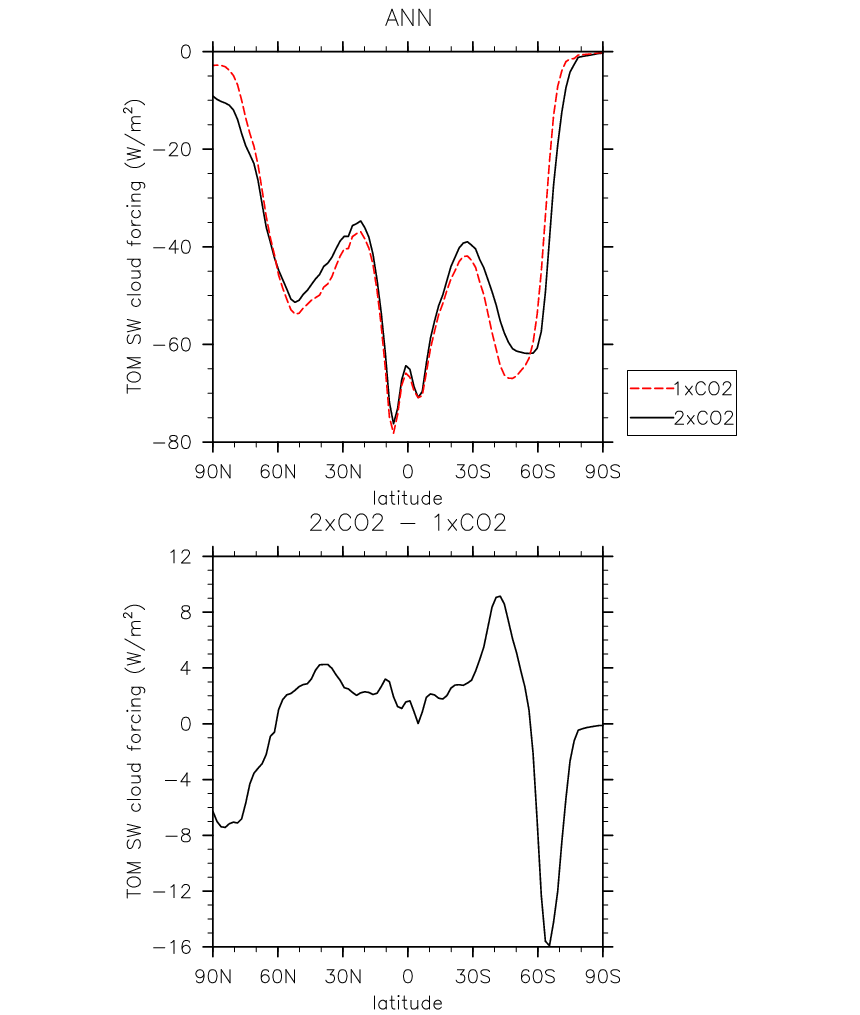 ANN
TOM SW cloud forcing (W/m²)
0
−20
−40
−60
−80
90N 60N 30N 0 30S 60S 90S
latitude
1xCO2
2xCO2
2xCO2 − 1xCO2
TOM SW cloud forcing (W/m²)
12
8
4
0
−4
−8
−12
−16
90N 60N 30N 0 30S 60S 90S
latitude